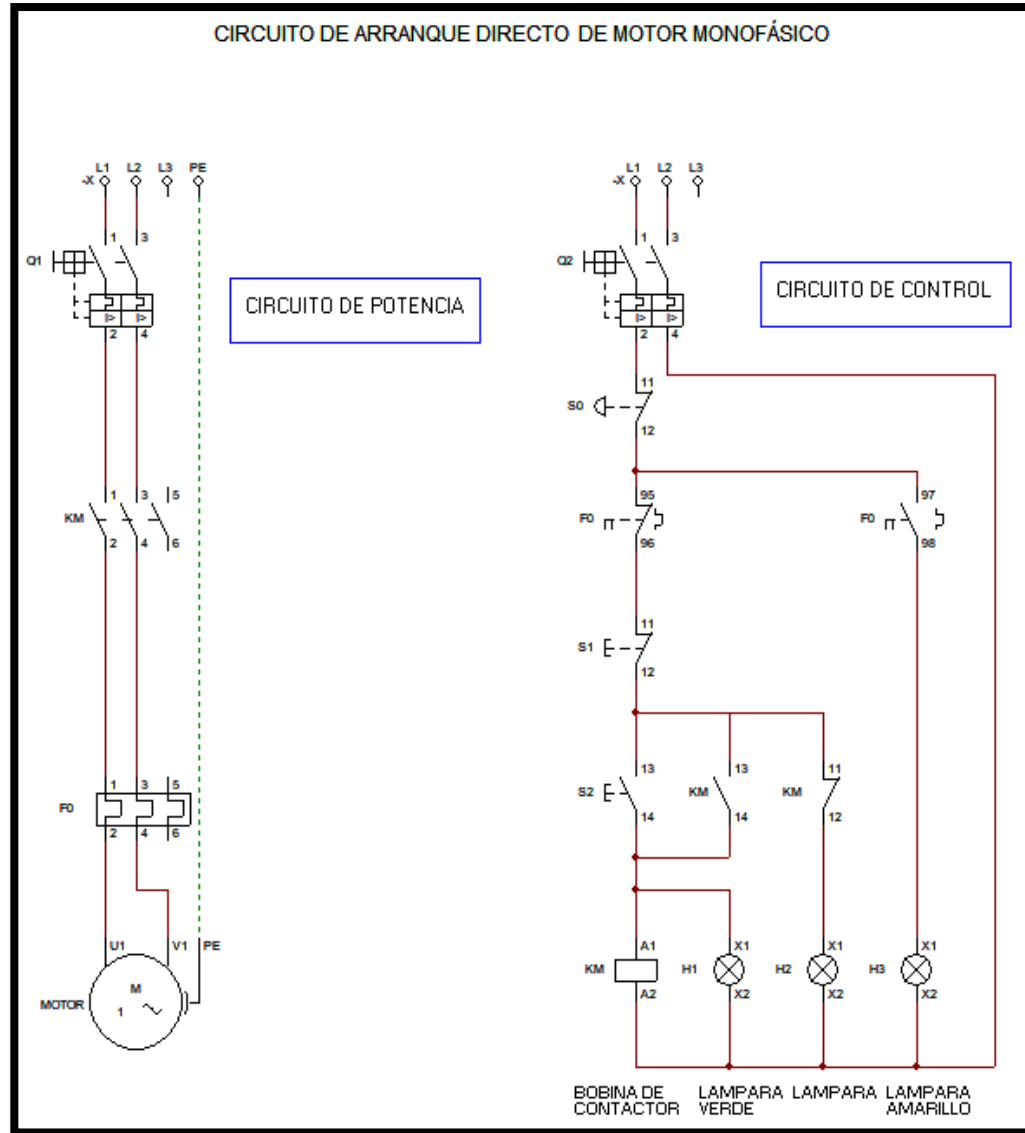 CIRCUITO DE ARRANQUE DIRECTO DE MOTOR MONOFÁSICO
L1 L2 L3 PE
-X
1 3
Q1
I> I>
2 4
CIRCUITO DE POTENCIA
1 3 5
KM
2 4 6
1 3 5
F0
2 4 6
U1 V1 PE
M
1
MOTOR
L1 L2 L3
-X
1 3
Q2
I> I>
2 4
CIRCUITO DE CONTROL
11
S0
12
95 97
F0 F0
96 98
11
S1
12
13 13 11
S2 KM KM
14 14 12
A1 X1 X1 X1
KM H1 H2 H3
A2 X2 X2 X2
BOBINA DE LAMPARA LAMPARA LAMPARA
CONTACTOR VERDE AMARILLO